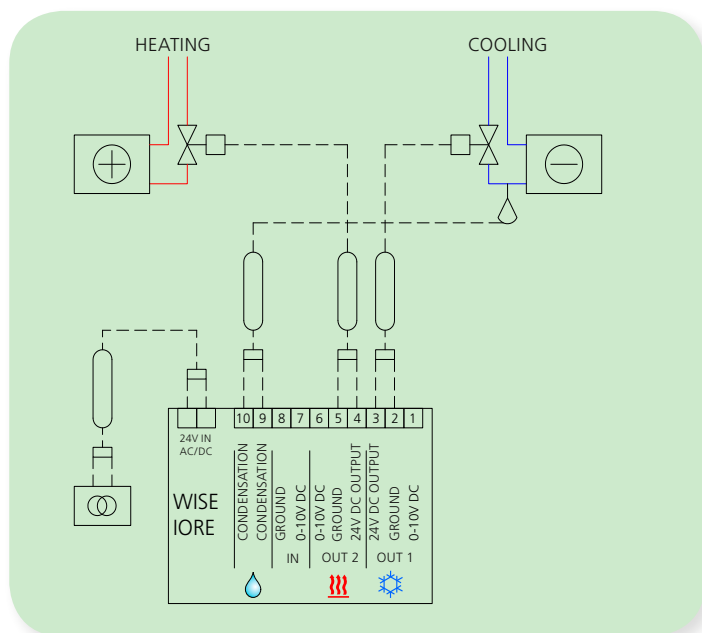 HEATING
COOLING
10 9 8 7 6 5 4 3 2 1
24V IN
AC/DC
WISE
IORE
CONDENSATION
CONDENSATION
GROUND
0-10V DC
0-10V DC
GROUND
24V DC OUTPUT
24V DC OUTPUT
GROUND
0-10V DC
IN
OUT 2
OUT 1